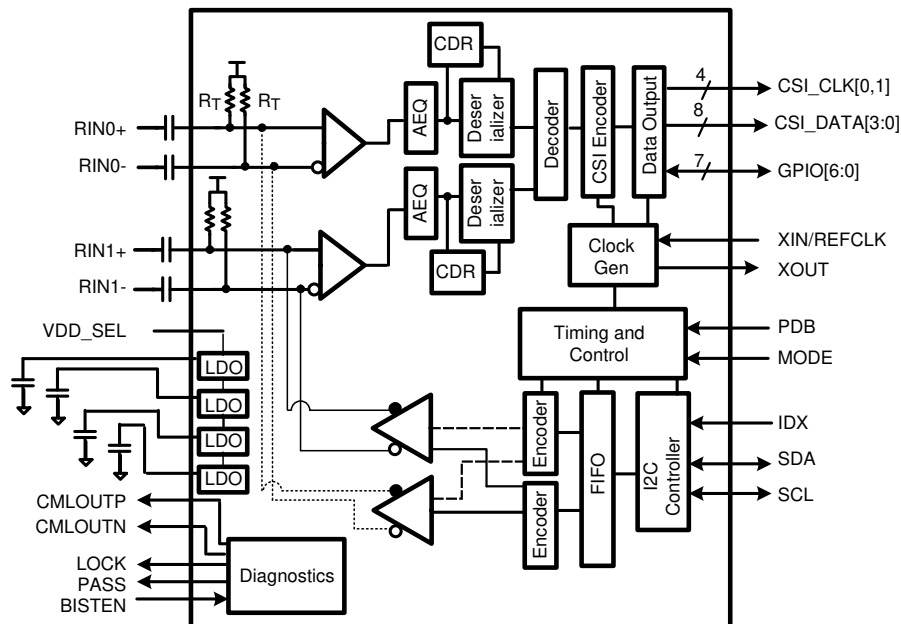 CDR
4
CSI_CLK[0,1]
RT
RT
AEQ
Deser
ializer
Decoder
CSI Encoder
Data Output
8
CSI_DATA[3:0]
RIN0+
RIN0-
7
GPIO[6:0]
AEQ
Deser
ializer
RIN1+
CDR
Clock
Gen
XIN/REFCLK
XOUT
RIN1-
VDD_SEL
Timing and
Control
PDB
MODE
LDO
LDO
LDO
LDO
Encoder
FIFO
I2C
Controller
IDX
SDA
SCL
Encoder
CMLOUTP
CMLOUTN
LOCK
PASS
BISTEN
Diagnostics